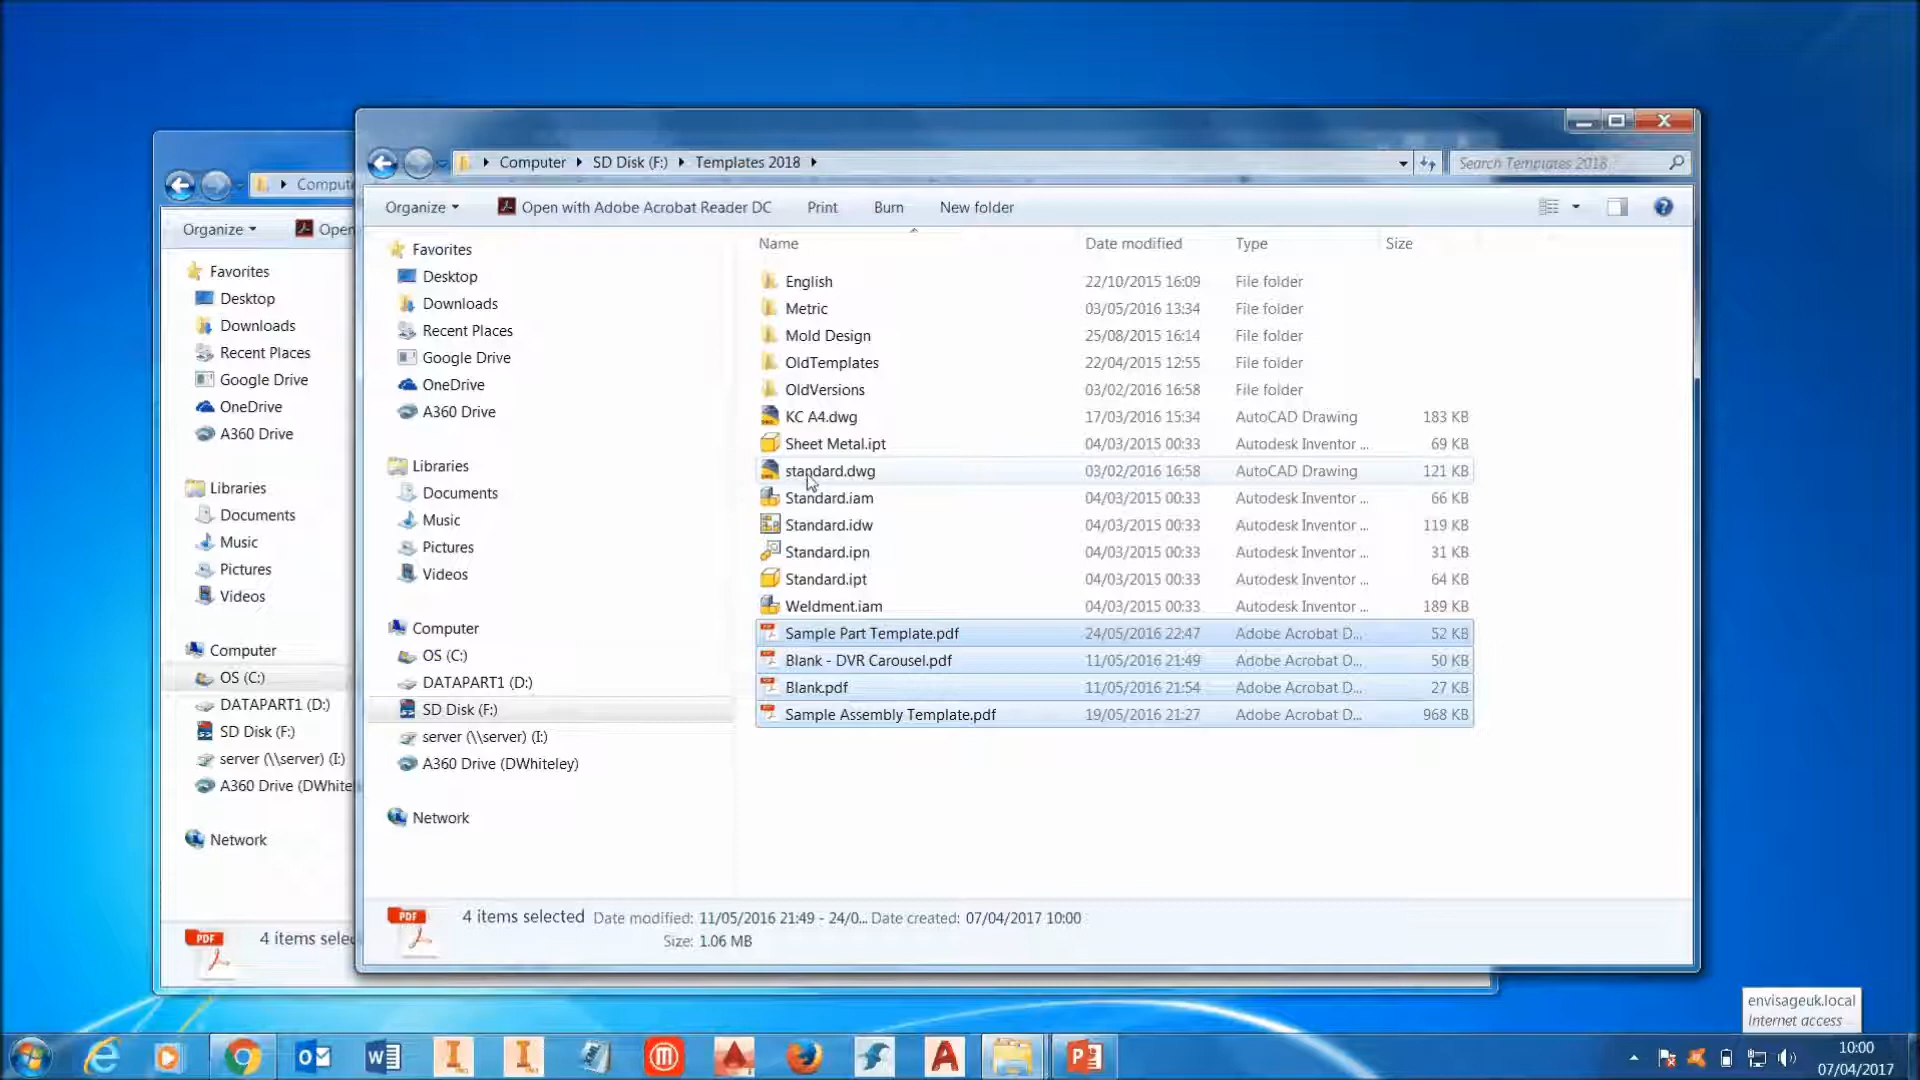 Computer SD Disk (F:) Templates 2018
Search Templates 2018
Organize Open with Adobe Acrobat Reader DC Print Burn New folder
Favorites
Desktop
Downloads
Recent Places
Google Drive
OneDrive
A360 Drive
Libraries
Documents
Music
Pictures
Videos
Computer
OS (C:)
DATAPART1 (D:)
SD Disk (F:)
server (\\server) (I:)
A360 Drive (DWhiteley)
Network
Name Date modified Type Size
English 22/10/2015 16:09 File folder
Metric 03/05/2016 13:34 File folder
Mold Design 25/08/2015 16:14 File folder
OldTemplates 22/04/2015 12:55 File folder
OldVersions 03/02/2016 16:58 File folder
KC A4.dwg 17/03/2016 15:34 AutoCAD Drawing 183 KB
Sheet Metal.ipt 04/03/2015 00:33 Autodesk Inventor ... 69 KB
standard.dwg 03/02/2016 16:58 AutoCAD Drawing 121 KB
Standard.iam 04/03/2015 00:33 Autodesk Inventor ... 66 KB
Standard.idw 04/03/2015 00:33 Autodesk Inventor ... 119 KB
Standard.ipn 04/03/2015 00:33 Autodesk Inventor ... 31 KB
Standard.ipt 04/03/2015 00:33 Autodesk Inventor ... 64 KB
Weldment.iam 04/03/2015 00:33 Autodesk Inventor ... 189 KB
Sample Part Template.pdf 24/05/2016 22:47 Adobe Acrobat D... 52 KB
Blank - DVR Carousel.pdf 11/05/2016 21:49 Adobe Acrobat D... 50 KB
Blank.pdf 11/05/2016 21:54 Adobe Acrobat D... 27 KB
Sample Assembly Template.pdf 19/05/2016 21:27 Adobe Acrobat D... 968 KB
PDF
4 items selected Date modified: 11/05/2016 21:49 - 24/0... Date created: 07/04/2017 10:00
Size: 1.06 MB
Comput
Organize Open
Favorites
Desktop
Downloads
Recent Places
Google Drive
OneDrive
A360 Drive
Libraries
Documents
Music
Pictures
Videos
Computer
OS (C:)
DATAPART1 (D:)
SD Disk (F:)
server (\\server) (I:)
A360 Drive (DWhite
Network
PDF
4 items sele
envisageuk.local
Internet access
10:00
07/04/2017